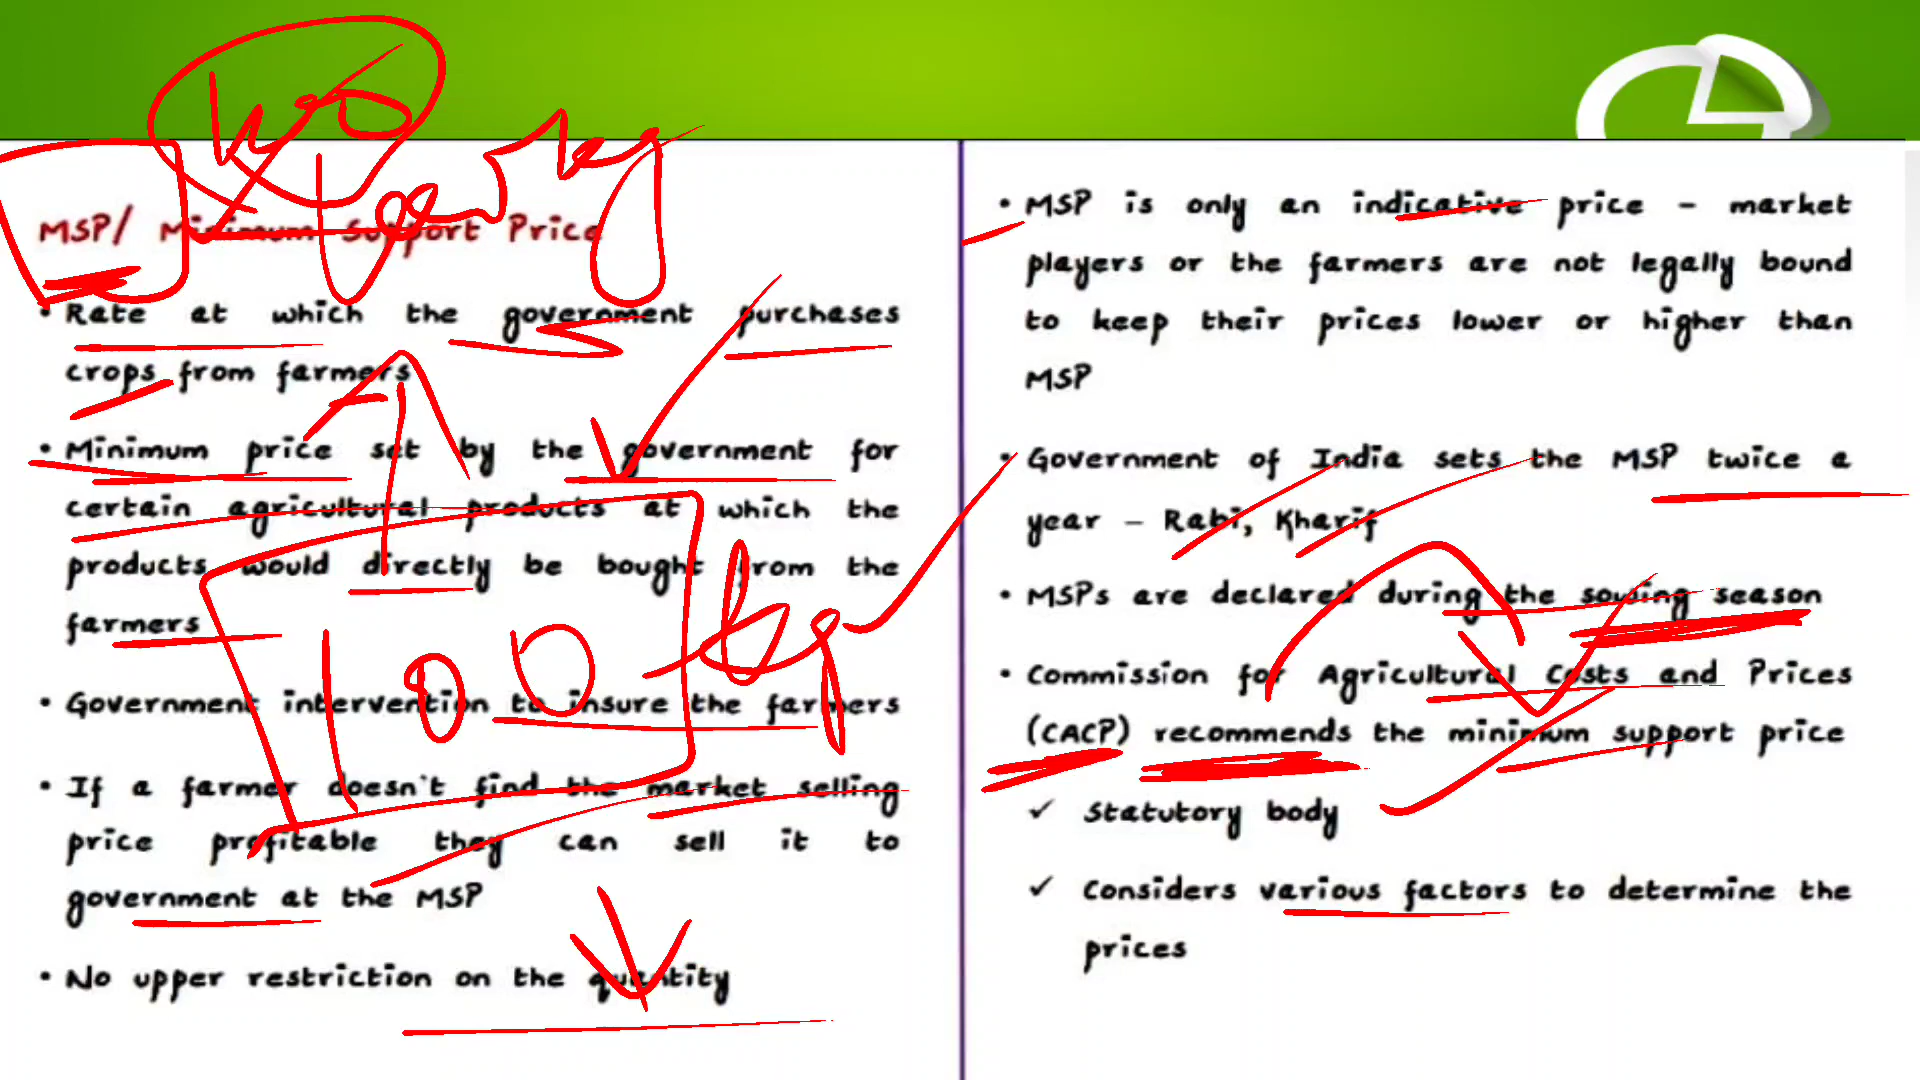 MSP/ Minimum Support Price
• Rate at which the government purchases
crops from farmers
• Minimum price set by the government for
certain agricultural products at which the
products would directly be bought from the
farmers
• Government intervention to insure the farmers
• If a farmer doesn't find the market selling
price profitable they can sell it to
government at the MSP
• No upper restriction on the quantity
100 kg
• MSP is only an indicative price - market
players or the farmers are not legally bound
to keep their prices lower or higher than
MSP
• Government of India sets the MSP twice a
year - Rabi, Kharif
• MSPs are declared during the sowing season
• Commission for Agricultural Costs and Prices
(CACP) recommends the minimum support price
✓ Statutory body
✓ Considers various factors to determine the
prices